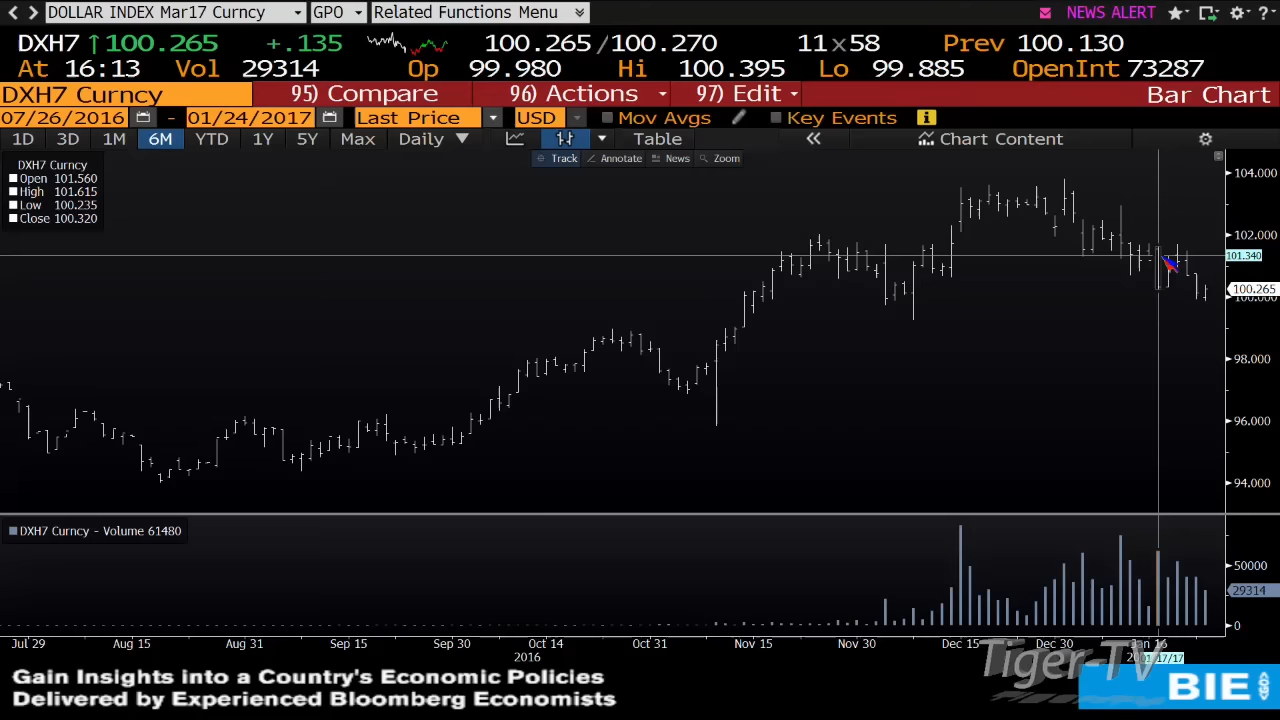 DOLLAR INDEX Mar17 Curncy GPO Related Functions Menu NEWS ALERT
DXH7 ↑100.265 +.135 100.265/100.270 11x58 Prev 100.130
At 16:13 Vol 29314 Op 99.980 Hi 100.395 Lo 99.885 OpenInt 73287
DXH7 Curncy 95) Compare 96) Actions 97) Edit Bar Chart
07/26/2016 - 01/24/2017 Last Price USD Mov Avgs Key Events
1D 3D 1M 6M YTD 1Y 5Y Max Daily Table Chart Content
Track Annotate News Zoom
DXH7 Curncy
Open 101.560
High 101.615
Low 100.235
Close 100.320
104.000
102.000
101.340
100.265
100.000
98.000
96.000
94.000
DXH7 Curncy - Volume 61480
50000
29314
0
Jul 29 Aug 15 Aug 31 Sep 15 Sep 30 Oct 14 Oct 31 Nov 15 Nov 30 Dec 15 Dec 30 Jan 16
2016
Tiger-TV
Gain Insights into a Country's Economic Policies
Delivered by Experienced Bloomberg Economists
BIE